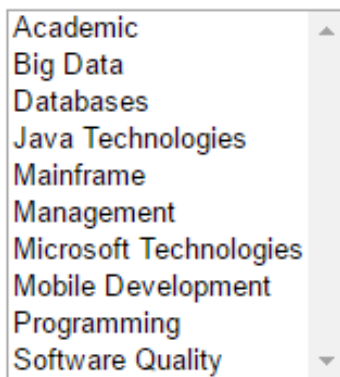 Academic
Big Data
Databases
Java Technologies
Mainframe
Management
Microsoft Technologies
Mobile Development
Programming
Software Quality